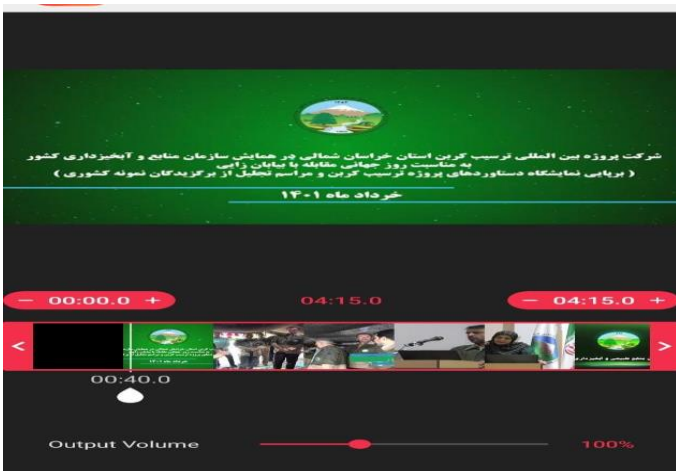 شرکت پروژه بین المللی ترسیب کربن استان خراسان شمالی در همایش سازمان منابع و آبخیزداری کشور
به مناسبت روز جهانی مقابله با بیابان زایی
( برپایی نمایشگاه دستاوردهای پروژه ترسیب کربن و مراسم تجلیل از برگزیدگان نمونه کشوری )
خرداد ماه ۱۴۰۱
− 00:00.0 + 04:15.0 − 04:15.0 +
< >
00:40.0
Output Volume 100%